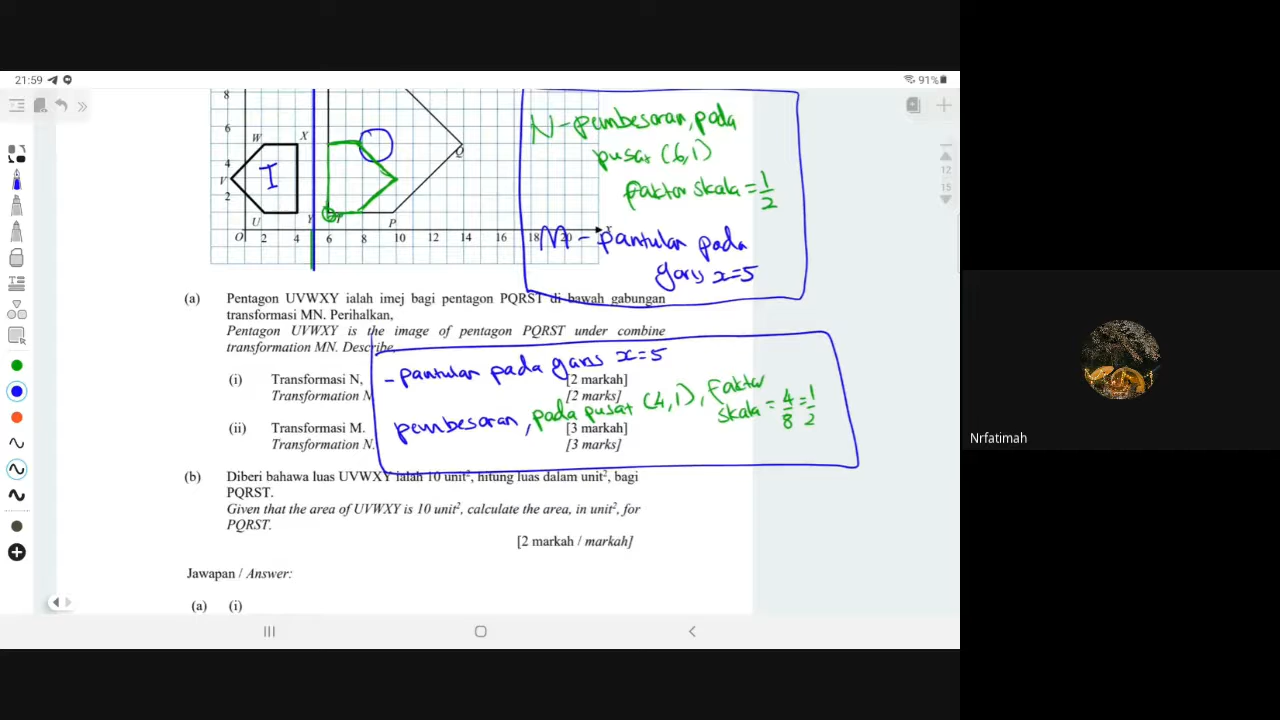 21:59
91%
8
6
4
2
W
X
V
I
U
Y
T
P
Q
O
2
4
6
8
10
12
14
16
18
20
x
N - pembesaran, pada
pusat (6,1)
faktor skala = 1/2
M - pantulan pada
garis x=5
12
15
(a) Pentagon UVWXY ialah imej bagi pentagon PQRST di bawah gabungan
transformasi MN. Perihalkan,
Pentagon UVWXY is the image of pentagon PQRST under combine
transformation MN. Describe,
- pantulan pada garis x=5
(i) Transformasi N, [2 markah]
Transformation N [2 marks]
pembesaran, pada pusat (4,1), faktor
skala = 4/8 = 1/2
(ii) Transformasi M. [3 markah]
Transformation N. [3 marks]
(b) Diberi bahawa luas UVWXY ialah 10 unit², hitung luas dalam unit², bagi
PQRST.
Given that the area of UVWXY is 10 unit², calculate the area, in unit², for
PQRST.
[2 markah / markah]
Jawapan / Answer:
(a) (i)
Nrfatimah